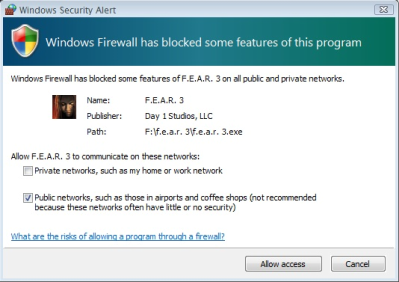 Windows Security Alert
Windows Firewall has blocked some features of this program
Windows Firewall has blocked some features of F.E.A.R. 3 on all public and private networks.
Name: F.E.A.R. 3
Publisher: Day 1 Studios, LLC
Path: F:\f.e.a.r. 3\f.e.a.r. 3.exe
Allow F.E.A.R. 3 to communicate on these networks:
Private networks, such as my home or work network
Public networks, such as those in airports and coffee shops (not recommended
because these networks often have little or no security)
What are the risks of allowing a program through a firewall?
Allow access Cancel